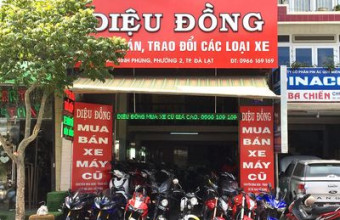 DIỆU ĐỒNG
BÁN, TRAO ĐỔI CÁC LOẠI XE
ĐÌNH PHÙNG, PHƯỜNG 2, TP. ĐÀ LẠT
ĐT: 0966 169 169
DIỆU ĐỒNG MUA XE CŨ GIÁ CAO, 0966 169 169
DIỆU ĐỒNG
MUA
BÁN
XE
MÁY
CŨ
DIỆU ĐỒNG
MUA
BÁN
XE
MÁY
CŨ
PINACO
BA CHIẾN